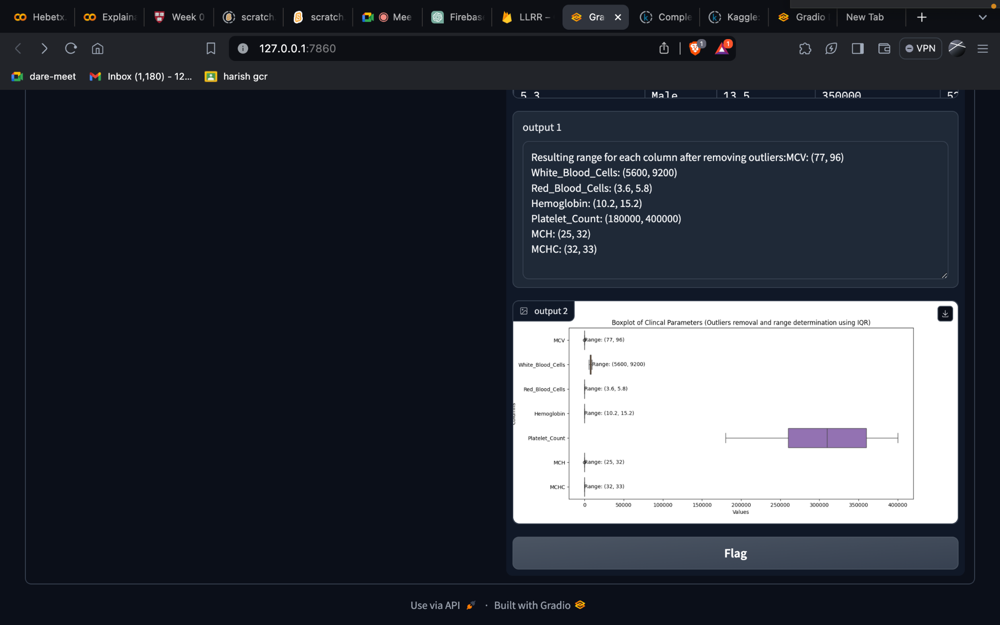 Hebetx
Explaina
Week 0
scratch.
scratch.
Mee
Firebas
LLRR –
Gra
Comple
Kaggle:
Gradio
New Tab
127.0.0.1:7860
1
1
VPN
dare-meet
Inbox (1,180) - 12...
harish gcr
5.3 Male 13.5 350000
output 1
Resulting range for each column after removing outliers:MCV: (77, 96)
White_Blood_Cells: (5600, 9200)
Red_Blood_Cells: (3.6, 5.8)
Hemoglobin: (10.2, 15.2)
Platelet_Count: (180000, 400000)
MCH: (25, 32)
MCHC: (32, 33)
output 2
Boxplot of Clincal Parameters (Outliers removal and range determination using IQR)
MCV Range: (77, 96)
White_Blood_Cells Range: (5600, 9200)
Red_Blood_Cells Range: (3.6, 5.8)
Hemoglobin Range: (10.2, 15.2)
Columns
Platelet_Count
MCH Range: (25, 32)
MCHC Range: (32, 33)
0 50000 100000 150000 200000 250000 300000 350000 400000
Values
Flag
Use via API · Built with Gradio